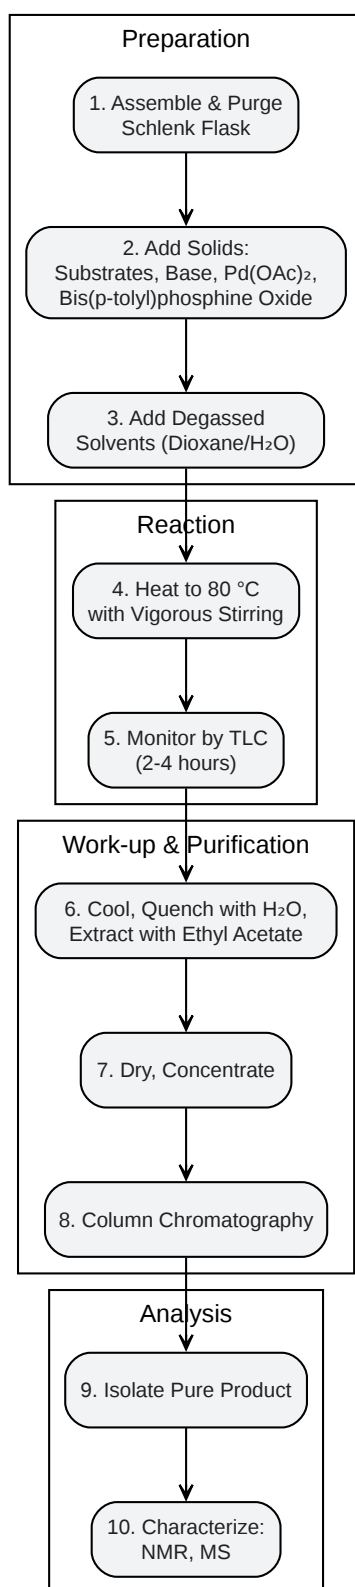 Preparation
1. Assemble & Purge
Schlenk Flask
2. Add Solids:
Substrates, Base, Pd(OAc)₂,
Bis(p-tolyl)phosphine Oxide
3. Add Degassed
Solvents (Dioxane/H₂O)
Reaction
4. Heat to 80 °C
with Vigorous Stirring
5. Monitor by TLC
(2-4 hours)
Work-up & Purification
6. Cool, Quench with H₂O,
Extract with Ethyl Acetate
7. Dry, Concentrate
8. Column Chromatography
Analysis
9. Isolate Pure Product
10. Characterize:
NMR, MS